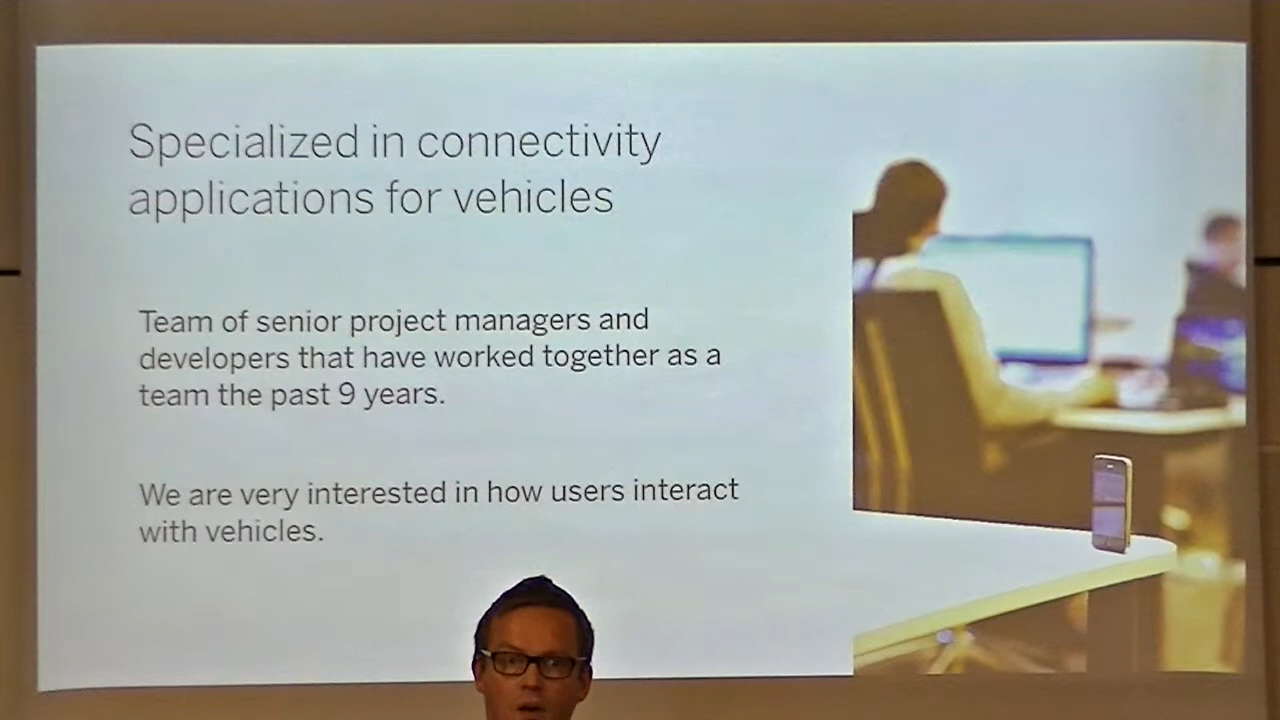 Specialized in connectivity
applications for vehicles
Team of senior project managers and
developers that have worked together as a
team the past 9 years.
We are very interested in how users interact
with vehicles.